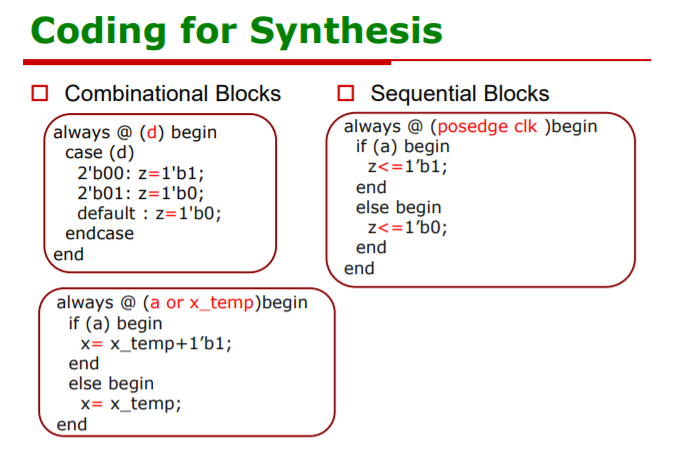 Coding for Synthesis
Combinational Blocks
always @ (d) begin
case (d)
2'b00: z=1'b1;
2'b01: z=1'b0;
default : z=1'b0;
endcase
end
always @ (a or x_temp)begin
if (a) begin
x= x_temp+1’b1;
end
else begin
x= x_temp;
end
end
Sequential Blocks
always @ (posedge clk )begin
if (a) begin
z<=1’b1;
end
else begin
z<=1’b0;
end
end